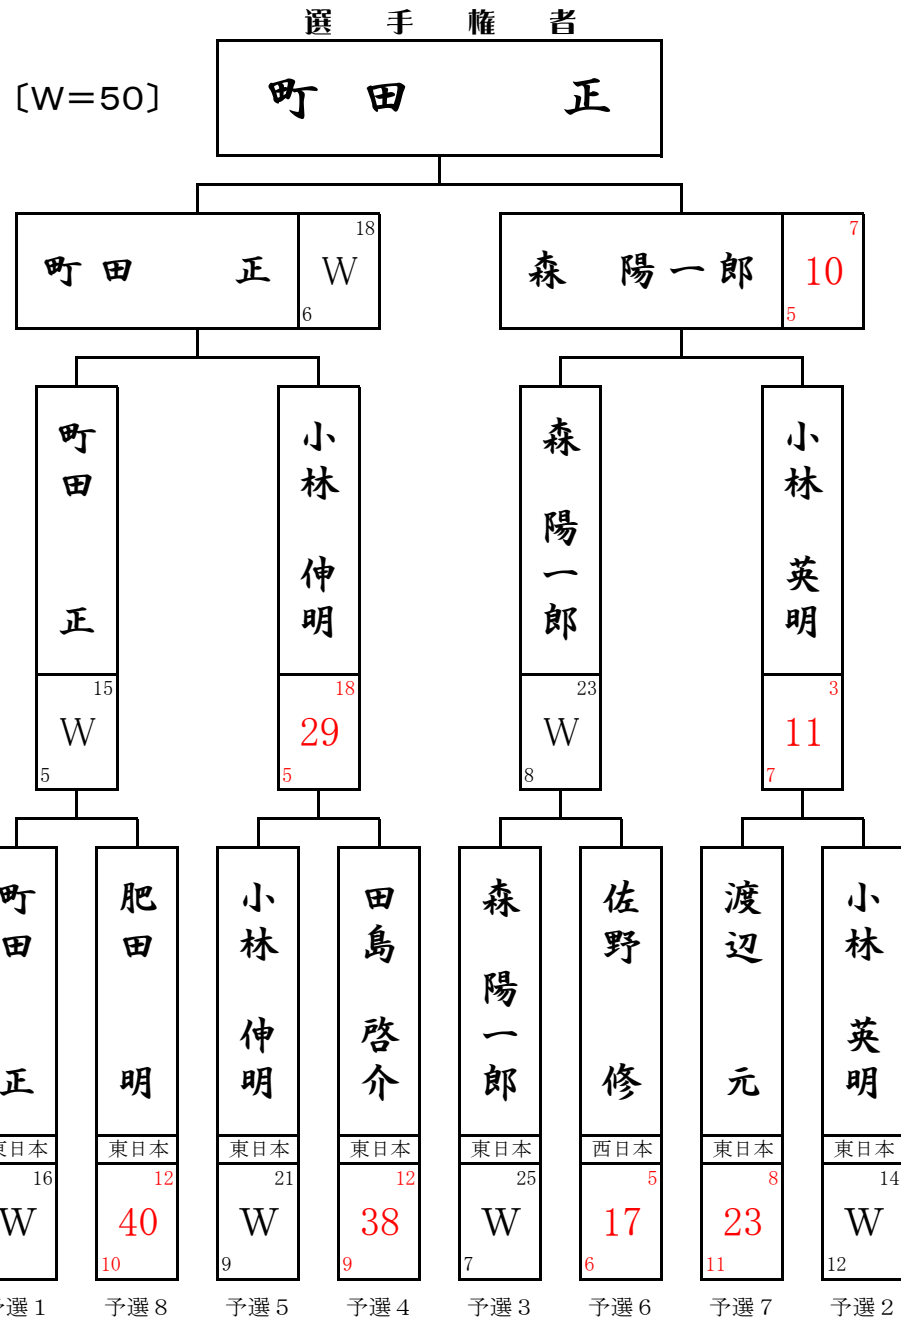 選手権者
〔W＝50〕
町田　正
町田　正
18
W
6
森　陽一郎
7
10
5
町田　正
15
W
5
小林　伸明
18
29
5
森　陽一郎
23
W
8
小林　英明
3
11
7
町田　正
東日本
16
W
予選１
肥田　明
東日本
12
40
10
予選８
小林　伸明
東日本
21
W
9
予選５
田島　啓介
東日本
12
38
9
予選４
森　陽一郎
東日本
25
W
7
予選３
佐野　修
西日本
5
17
6
予選６
渡辺　元
東日本
8
23
11
予選７
小林　英明
東日本
14
W
12
予選２